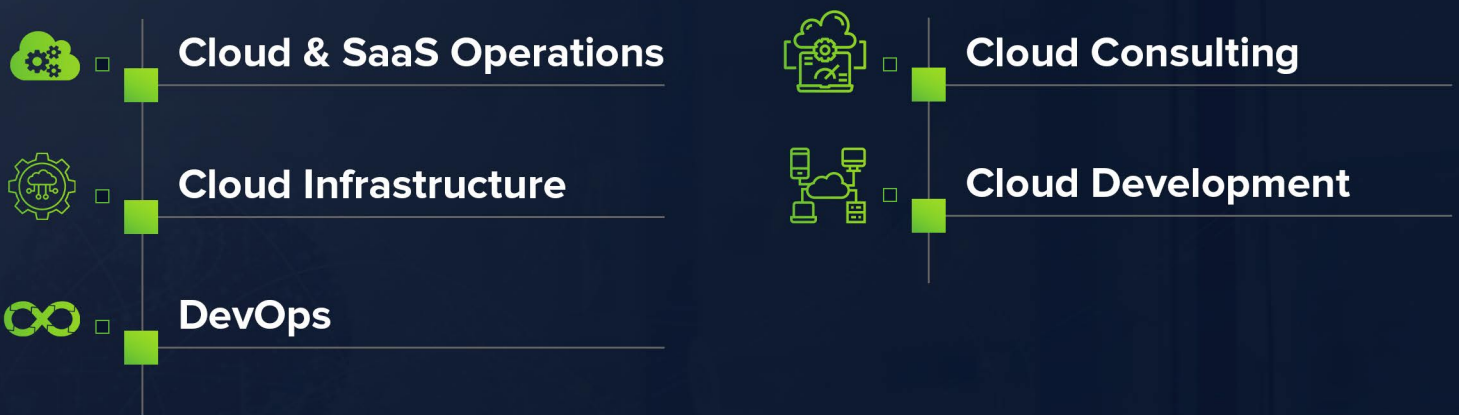 Cloud & SaaS Operations
Cloud Infrastructure
DevOps
Cloud Consulting
Cloud Development